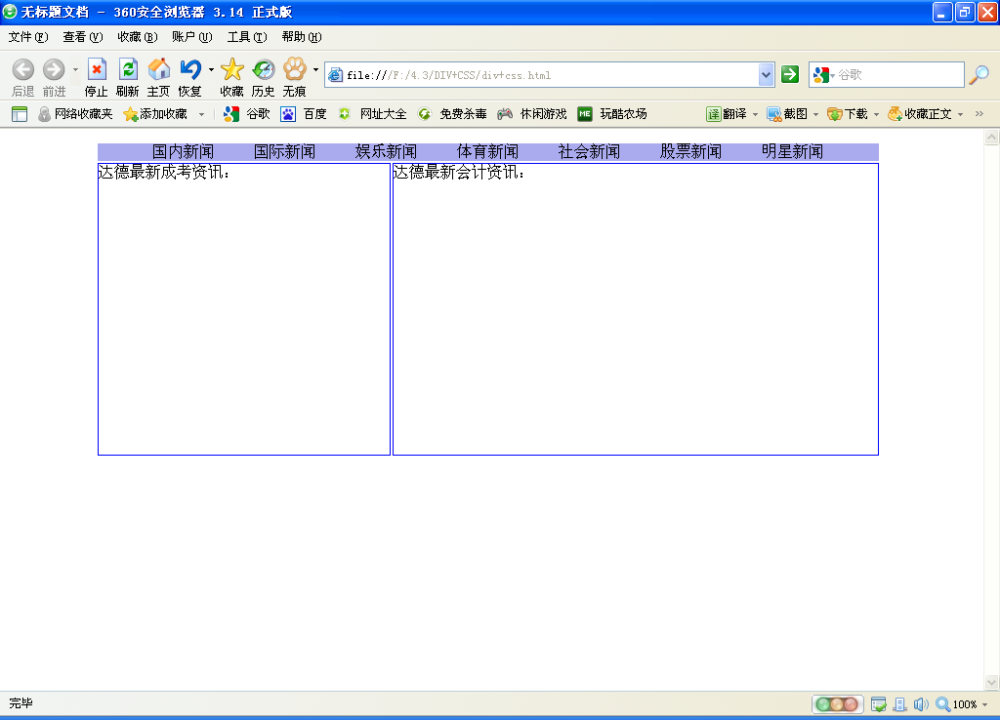 无标题文档 - 360安全浏览器 3.14 正式版
文件(F) 查看(V) 收藏(B) 账户(U) 工具(T) 帮助(H)
后退 前进 停止 刷新 主页 恢复 收藏 历史 无痕 file://F:/4.3/DIV+CSS/div+css.html 谷歌
网络收藏夹 添加收藏 谷歌 百度 网址大全 免费杀毒 ME 休闲游戏 玩酷农场 译 翻译 截图 下载 收藏正文 »
国内新闻 国际新闻 娱乐新闻 体育新闻 社会新闻 股票新闻 明星新闻
达德最新成考资讯： 达德最新会计资讯：
完毕 100%